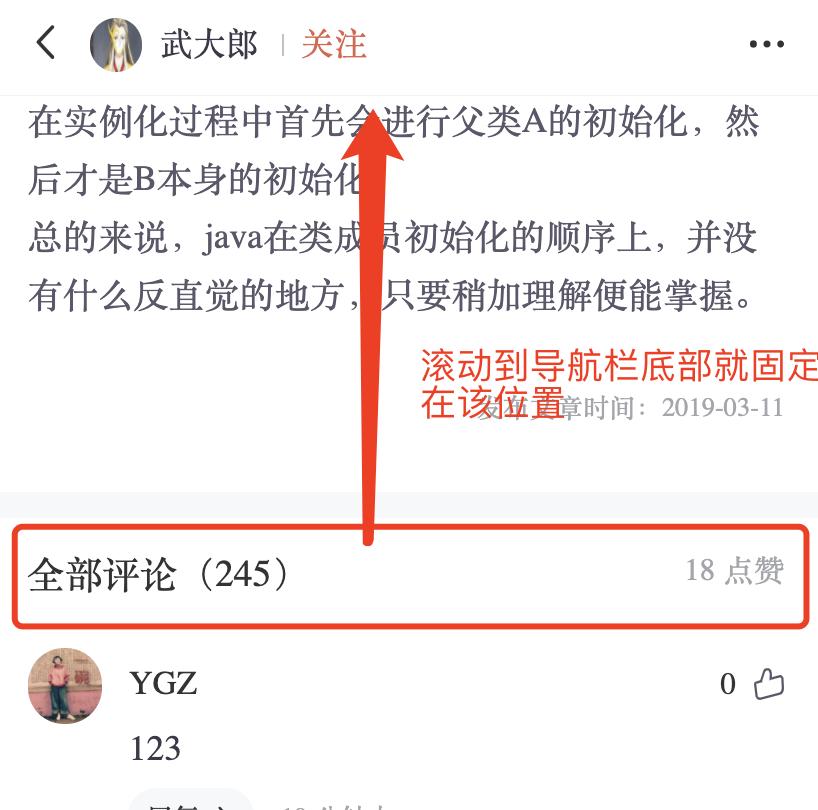 武大郎 | 关注
在实例化过程中首先会进行父类A的初始化，然
后才是B本身的初始化
总的来说，java在类成员初始化的顺序上，并没
有什么反直觉的地方，只要稍加理解便能掌握。
滚动到导航栏底部就固定
在该位置
发布文章时间：2019-03-11
全部评论（245）
18 点赞
YGZ
0
123